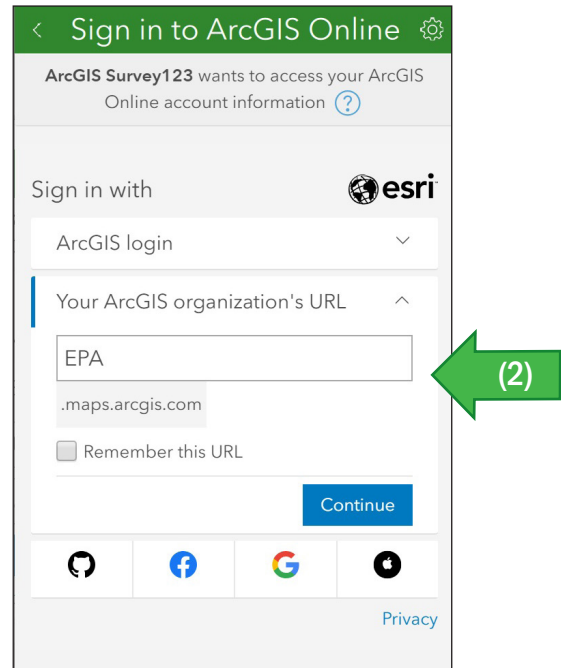 Sign in to ArcGIS Online
ArcGIS Survey123 wants to access your ArcGIS
Online account information ?
Sign in with
esri
ArcGIS login
Your ArcGIS organization's URL
EPA
(2)
.maps.arcgis.com
Remember this URL
Continue
Privacy